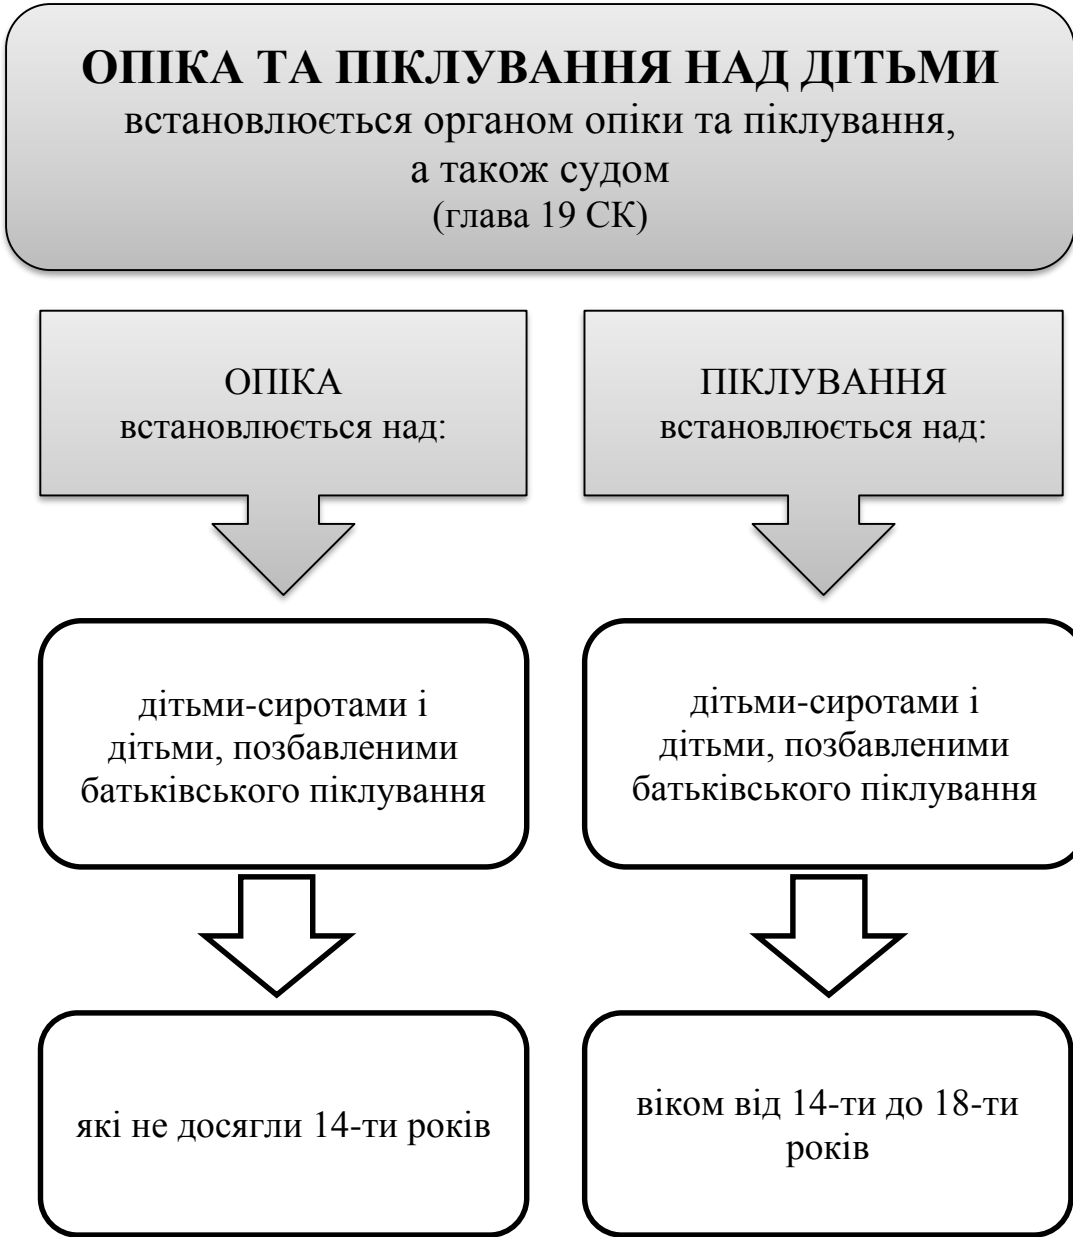 ОПІКА ТА ПІКЛУВАННЯ НАД ДІТЬМИ
встановлюється органом опіки та піклування,
а також судом
(глава 19 СК)
ОПІКА
встановлюється над:
ПІКЛУВАННЯ
встановлюється над:
дітьми-сиротами і
дітьми, позбавленими
батьківського піклування
дітьми-сиротами і
дітьми, позбавленими
батьківського піклування
які не досягли 14-ти років
віком від 14-ти до 18-ти
років